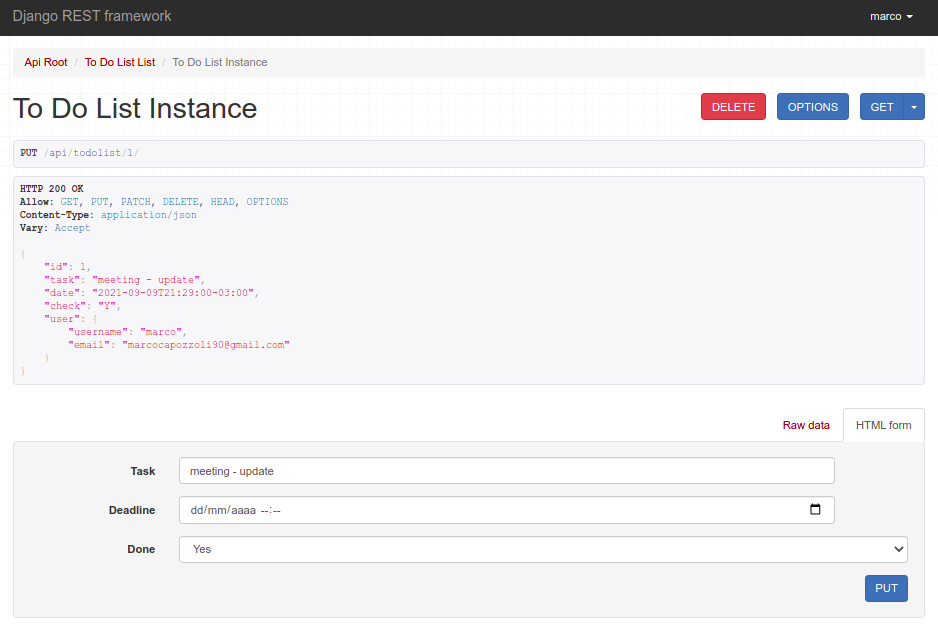 Django REST framework
marco
Api Root / To Do List List / To Do List Instance
To Do List Instance
DELETE OPTIONS GET
PUT /api/todolist/1/
HTTP 200 OK
Allow: GET, PUT, PATCH, DELETE, HEAD, OPTIONS
Content-Type: application/json
Vary: Accept
{
"id": 1,
"task": "meeting - update",
"date": "2021-09-09T21:29:00-03:00",
"check": "Y",
"user": {
"username": "marco",
"email": "marcocapozzoli90@gmail.com"
}
}
Raw data HTML form
Task meeting - update
Deadline dd/mm/aaaa --:--
Done Yes
PUT